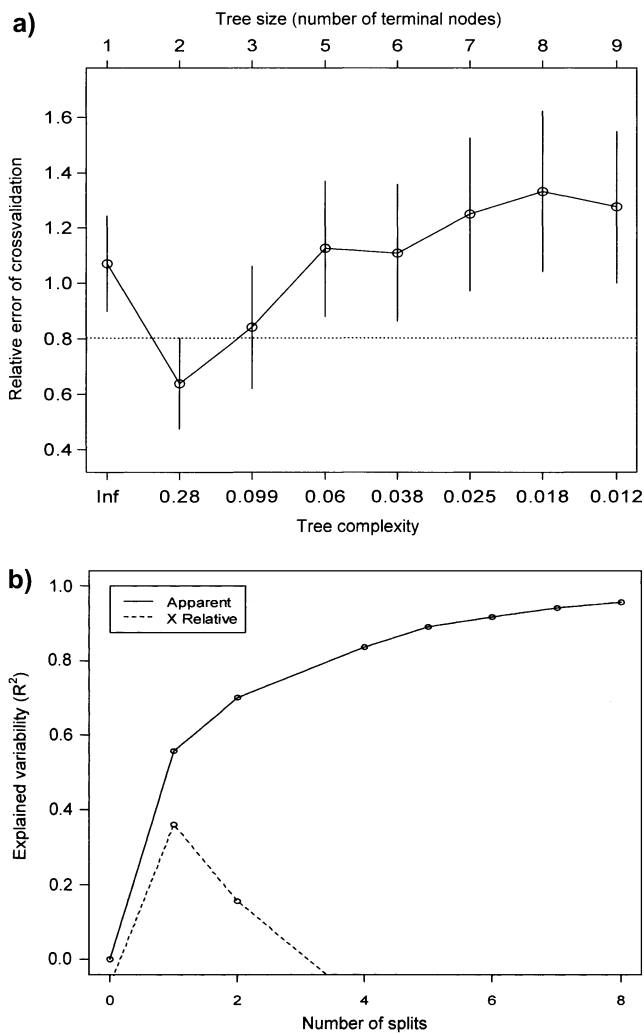 a)
Tree size (number of terminal nodes)
1 2 3 5 6 7 8 9
Relative error of crossvalidation
1.6
1.4
1.2
1.0
0.8
0.6
0.4
Inf 0.28 0.099 0.06 0.038 0.025 0.018 0.012
Tree complexity
b)
Explained variability (R²)
1.0
0.8
0.6
0.4
0.2
0.0
Apparent
X Relative
0 2 4 6 8
Number of splits